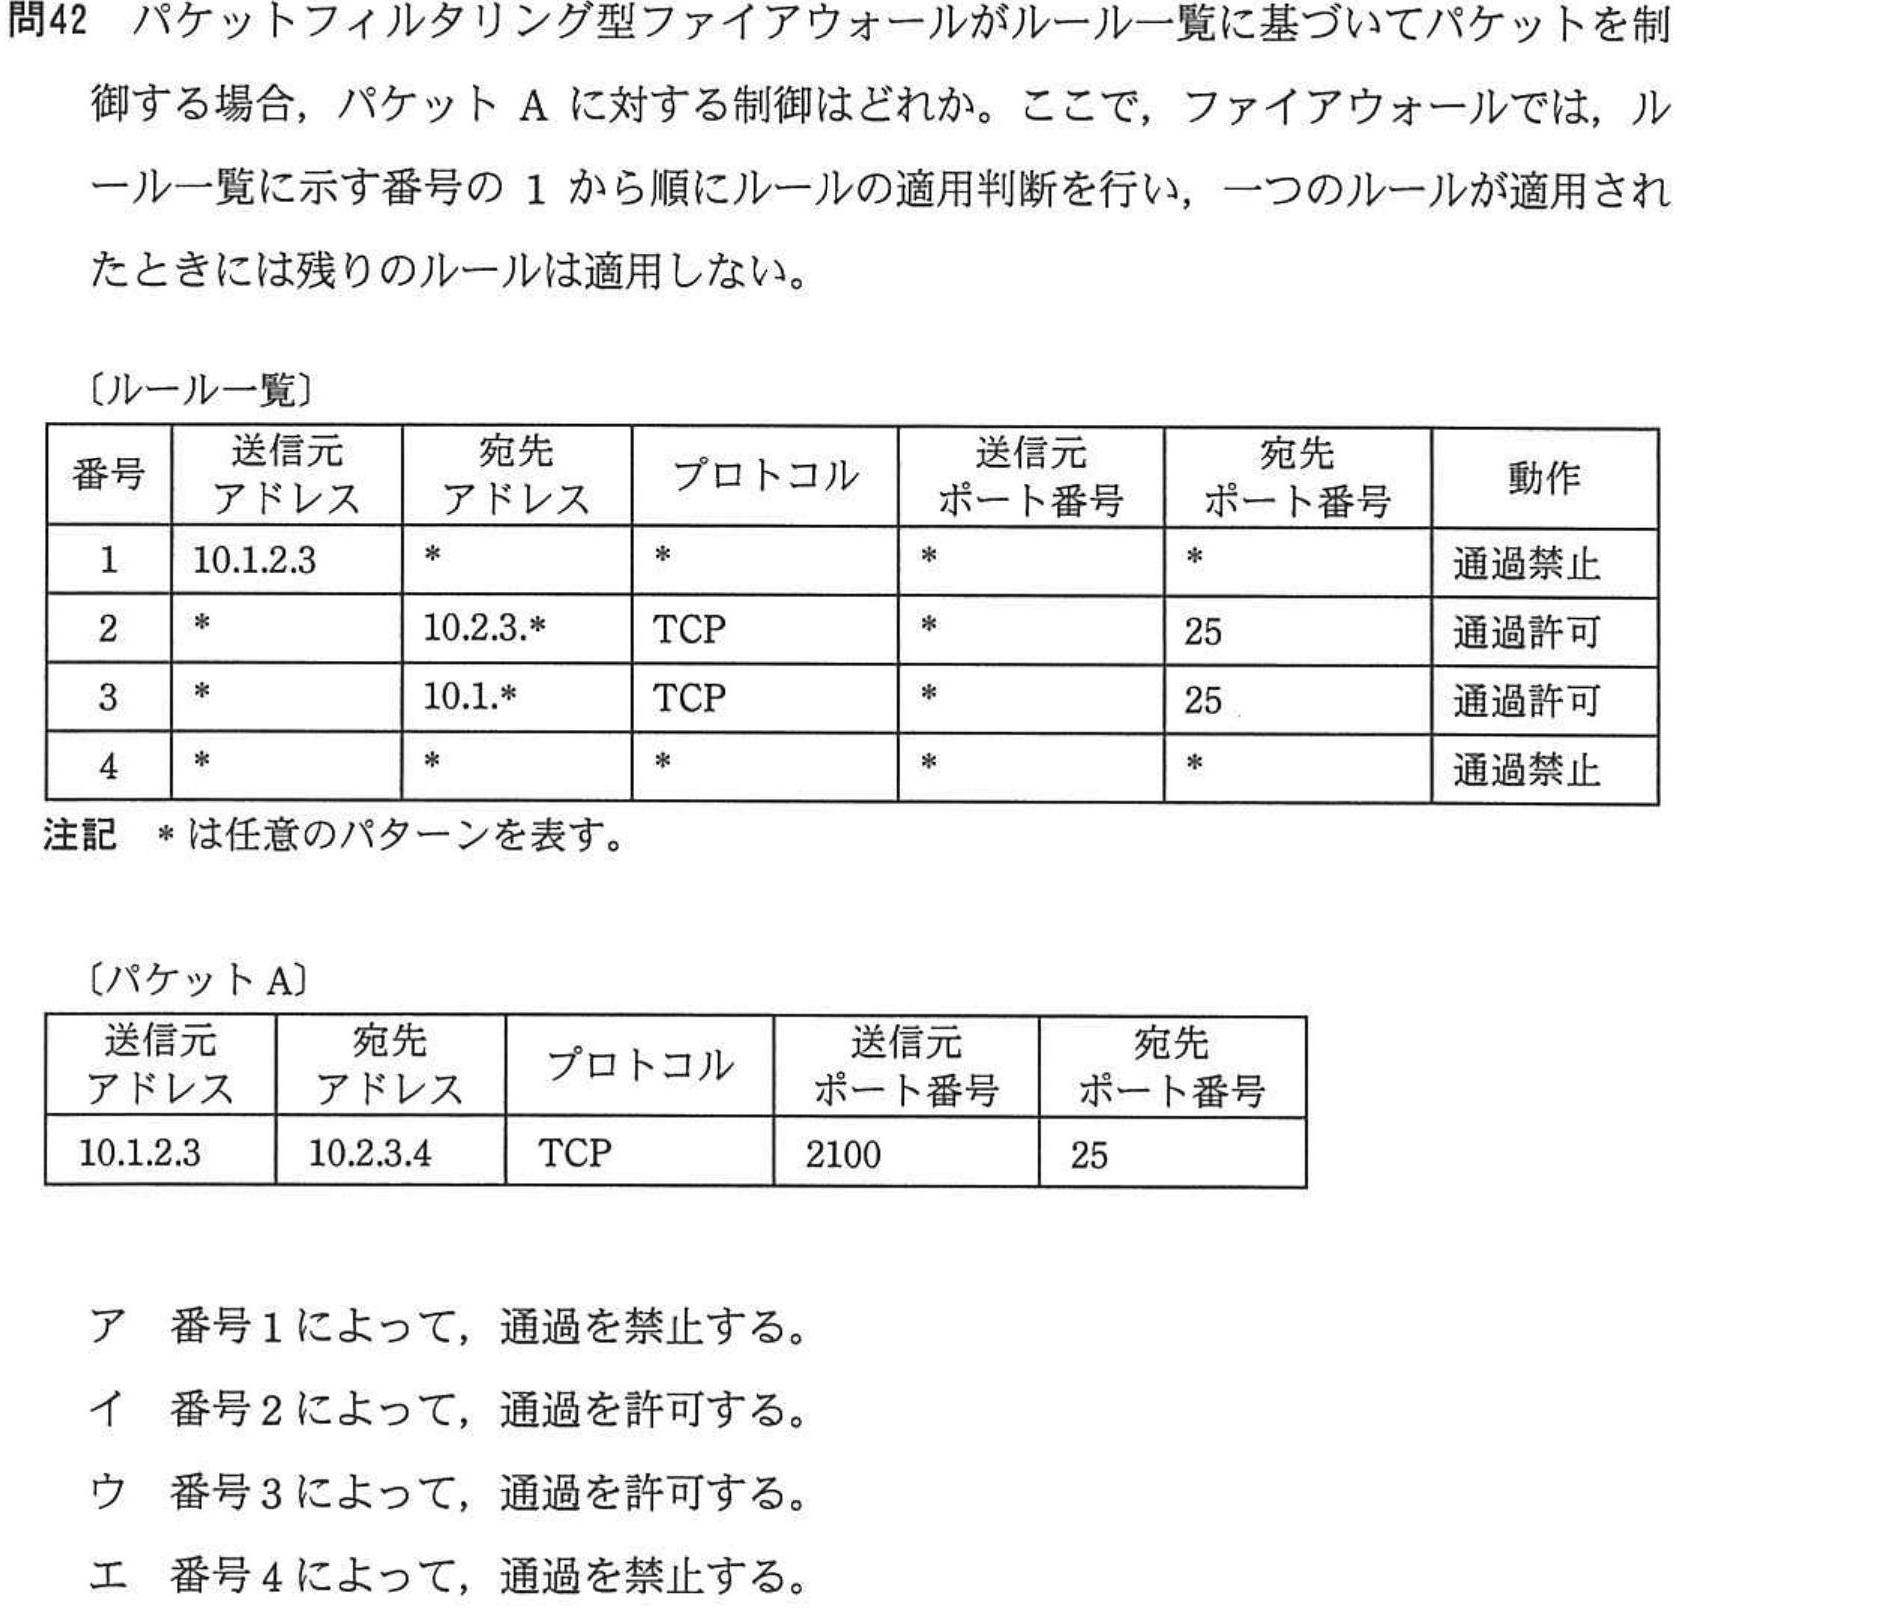 問42 パケットフィルタリング型ファイアウォールがルール一覧に基づいてパケットを制
御する場合，パケット A に対する制御はどれか。ここで，ファイアウォールでは，ル
ール一覧に示す番号の 1 から順にルールの適用判断を行い，一つのルールが適用され
たときには残りのルールは適用しない。
〔ルール一覧〕
番号 送信元アドレス 宛先アドレス プロトコル 送信元ポート番号 宛先ポート番号 動作
1 10.1.2.3 * * * * 通過禁止
2 * 10.2.3.* TCP * 25 通過許可
3 * 10.1.* TCP * 25 通過許可
4 * * * * * 通過禁止
注記 * は任意のパターンを表す。
〔パケット A〕
送信元アドレス 宛先アドレス プロトコル 送信元ポート番号 宛先ポート番号
10.1.2.3 10.2.3.4 TCP 2100 25
ア 番号1によって，通過を禁止する。
イ 番号2によって，通過を許可する。
ウ 番号3によって，通過を許可する。
エ 番号4によって，通過を禁止する。